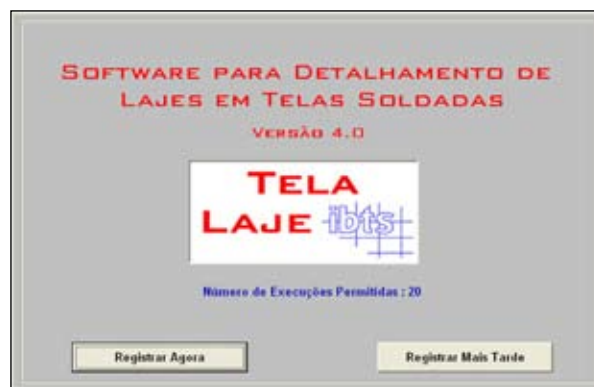 SOFTWARE PARA DETALHAMENTO DE
LAJES EM TELAS SOLDADAS
VERSÃO 4.0
TELA
LAJE ibts
Número de Execuções Permitidas : 20
Registrar Agora
Registrar Mais Tarde